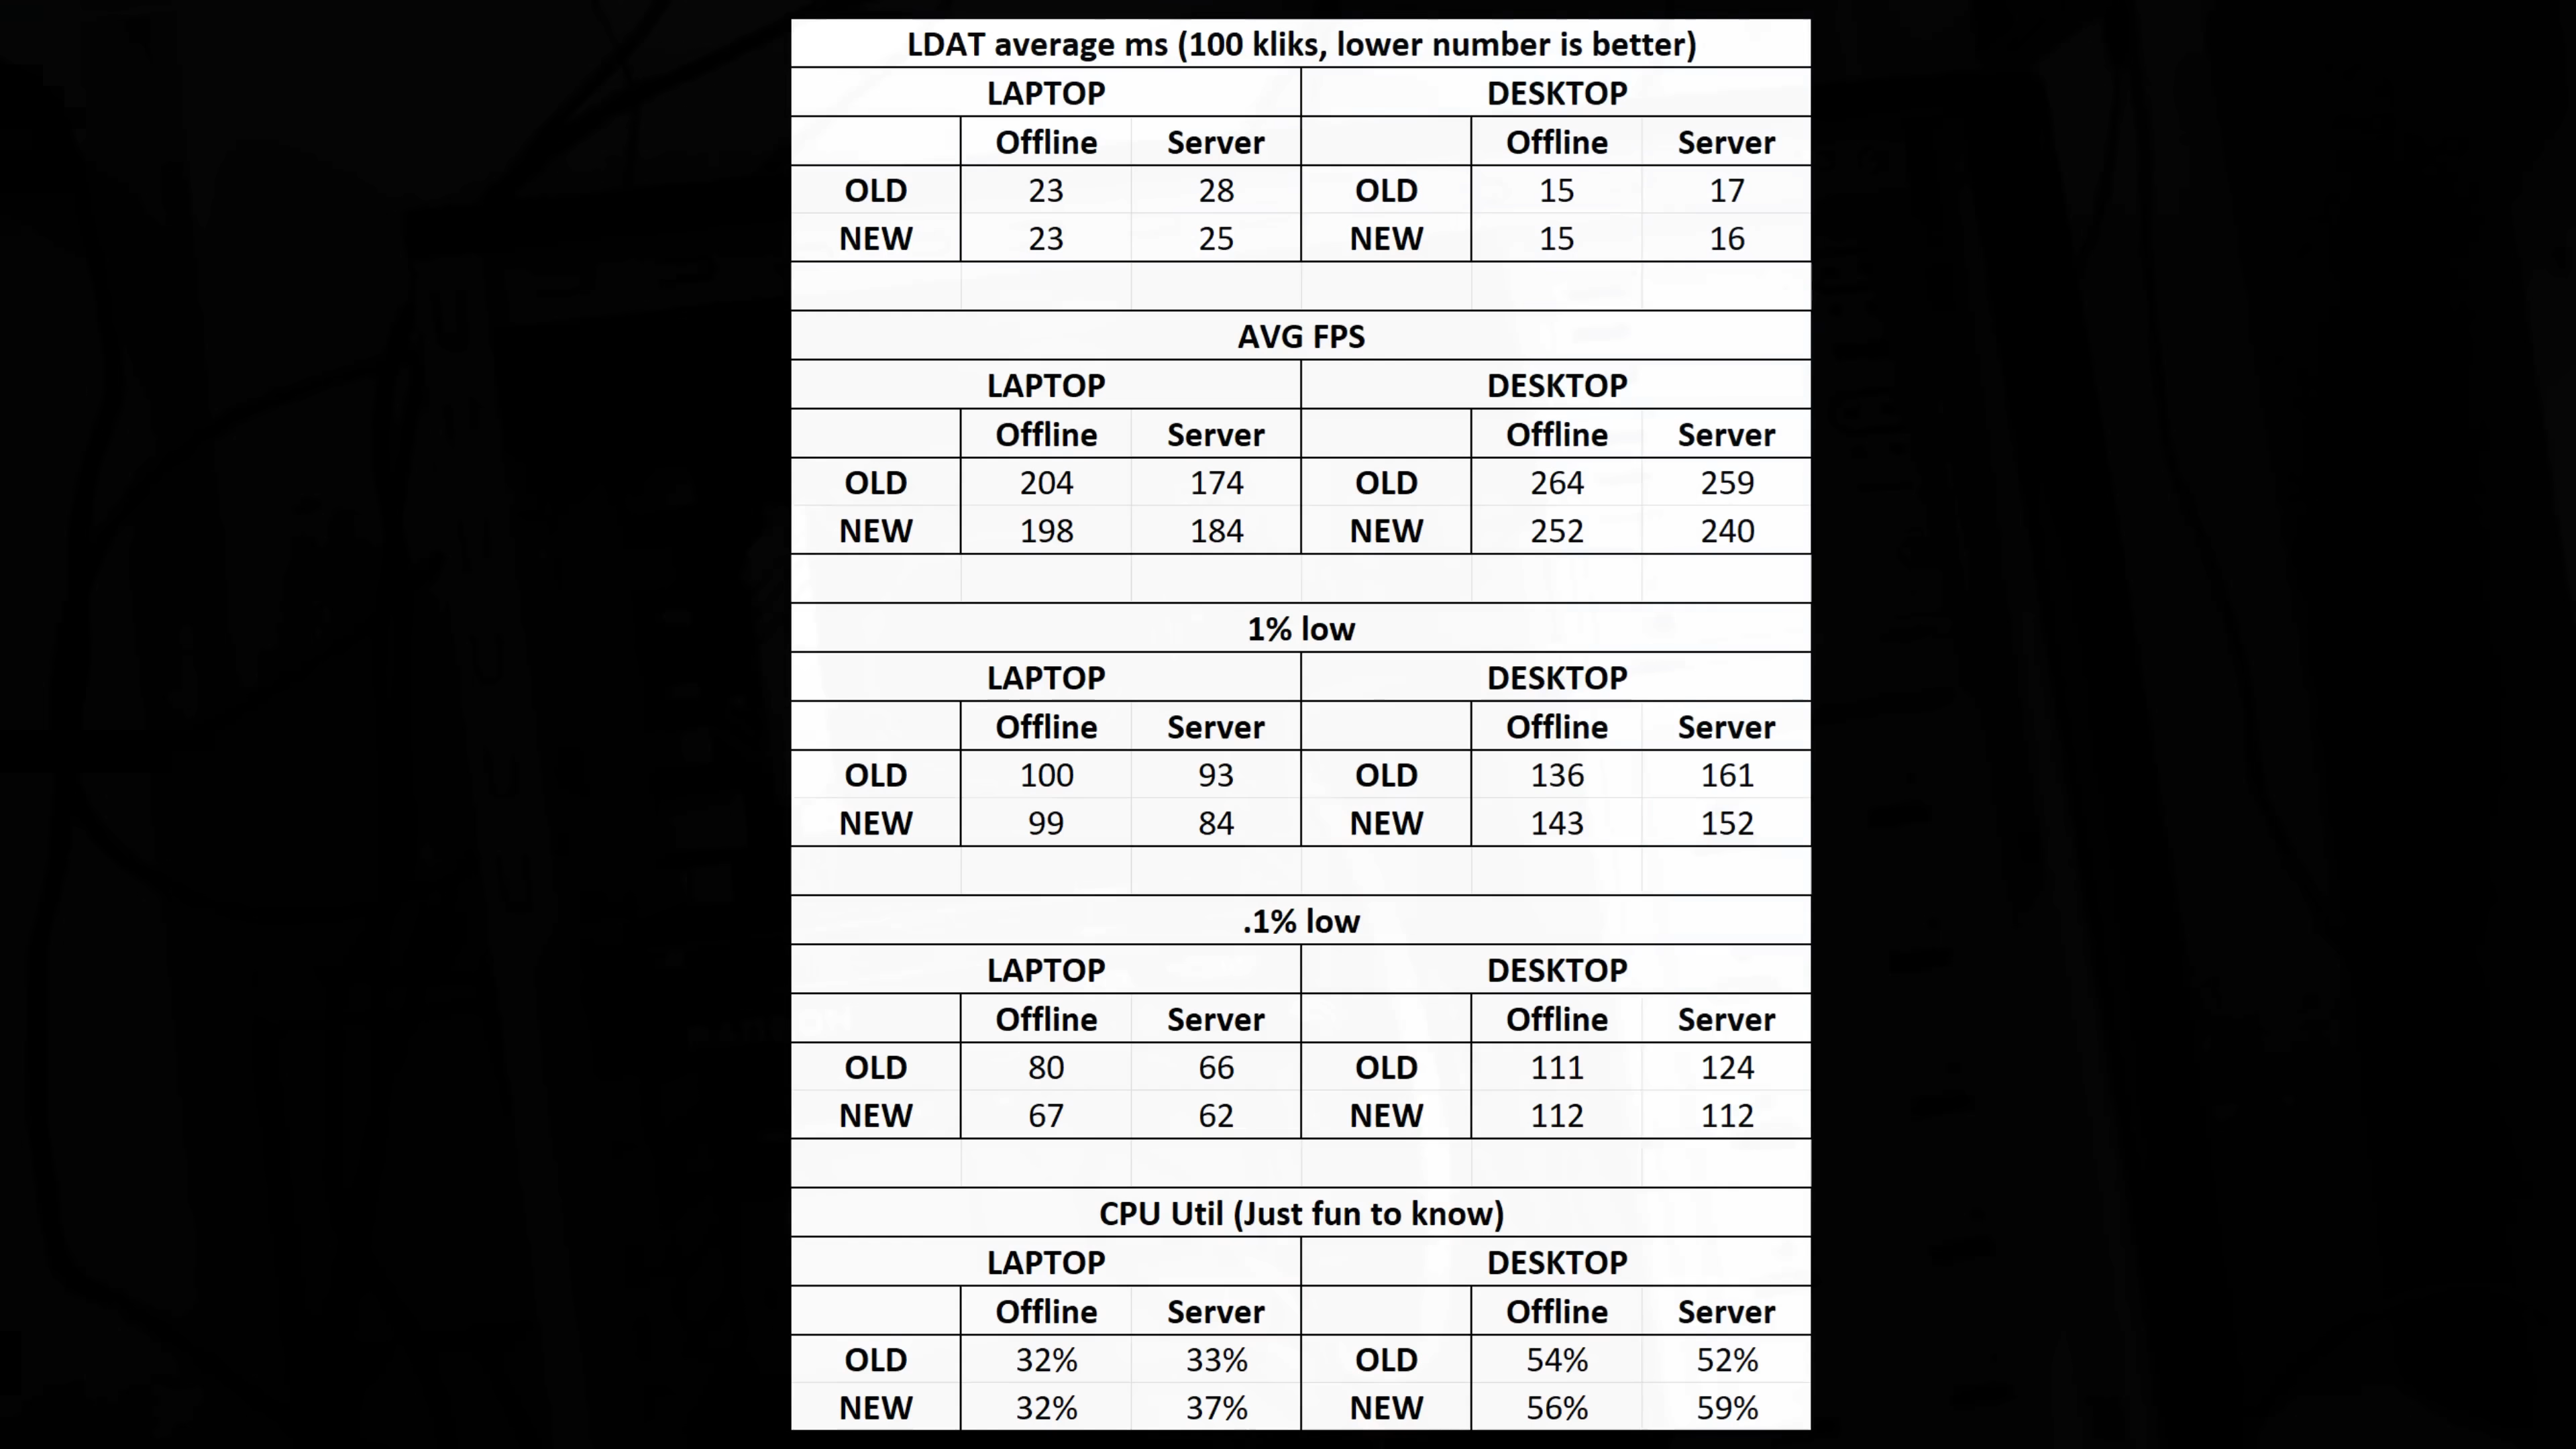 LDAT average ms (100 kliks, lower number is better)
LAPTOP DESKTOP
Offline Server Offline Server
OLD 23 28 OLD 15 17
NEW 23 25 NEW 15 16
AVG FPS
LAPTOP DESKTOP
Offline Server Offline Server
OLD 204 174 OLD 264 259
NEW 198 184 NEW 252 240
1% low
LAPTOP DESKTOP
Offline Server Offline Server
OLD 100 93 OLD 136 161
NEW 99 84 NEW 143 152
.1% low
LAPTOP DESKTOP
Offline Server Offline Server
OLD 80 66 OLD 111 124
NEW 67 62 NEW 112 112
CPU Util (Just fun to know)
LAPTOP DESKTOP
Offline Server Offline Server
OLD 32% 33% OLD 54% 52%
NEW 32% 37% NEW 56% 59%